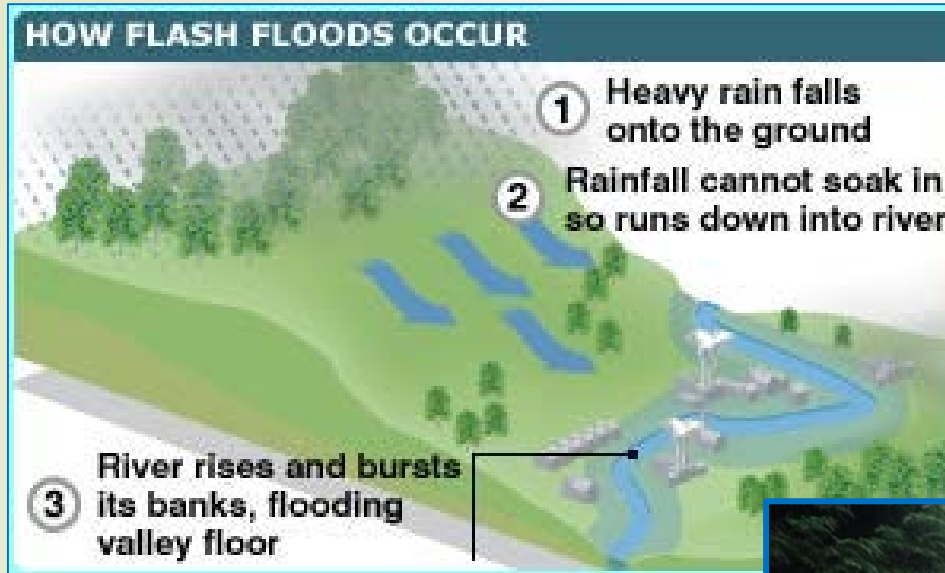 HOW FLASH FLOODS OCCUR
1 Heavy rain falls
onto the ground
2 Rainfall cannot soak in
so runs down into river
3 River rises and bursts
its banks, flooding
valley floor